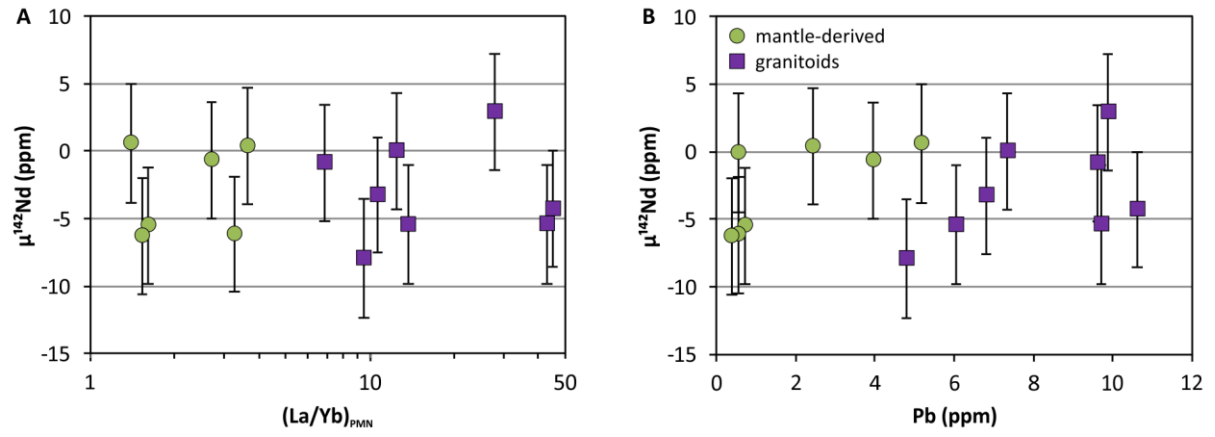 A
10
5
0
-5
-10
-15
μ¹⁴²Nd (ppm)
1
10
50
(La/Yb)PMN
B
10
5
0
-5
-10
-15
μ¹⁴²Nd (ppm)
mantle-derived
granitoids
0
2
4
6
8
10
12
Pb (ppm)